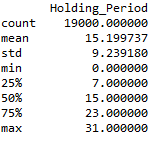 Holding_Period
count 19000.000000
mean 15.199737
std 9.239180
min 0.000000
25% 7.000000
50% 15.000000
75% 23.000000
max 31.000000